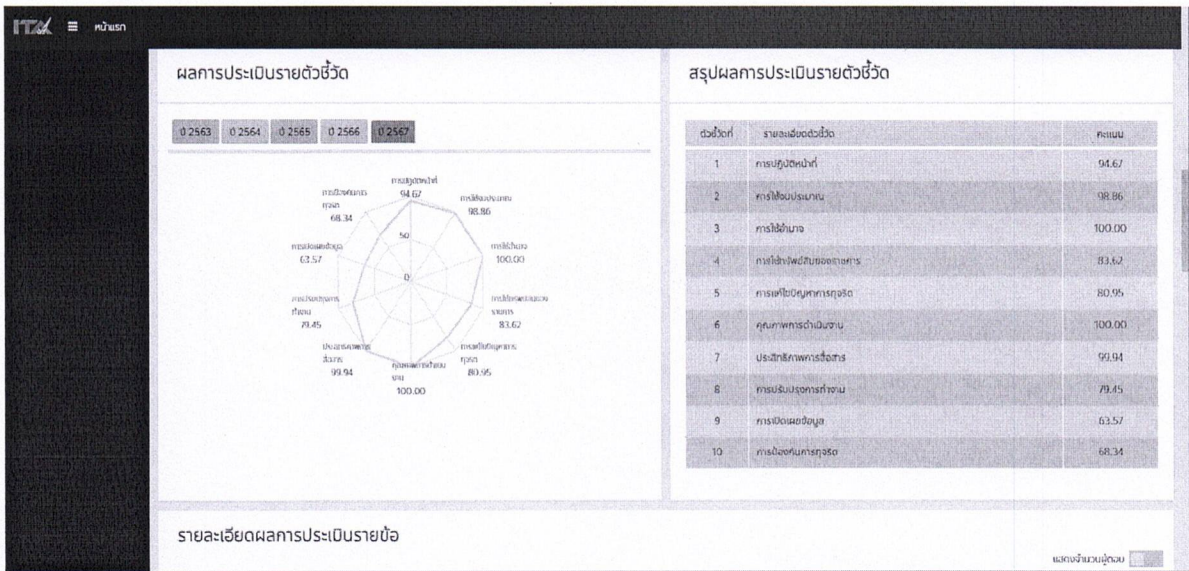 ITA
หน้าแรก
ผลการประเมินรายตัวชี้วัด
ปี 2563
ปี 2564
ปี 2565
ปี 2566
ปี 2567
การปฏิบัติหน้าที่
94.67
การใช้งบประมาณ
98.86
การใช้อำนาจ
100.00
การใช้ทรัพย์สินของ
ราชการ
83.62
การแก้ไขปัญหาการ
ทุจริต
80.95
คุณภาพการดำเนิน
งาน
100.00
ประสิทธิภาพการ
สื่อสาร
99.94
การปรับปรุงการ
ทำงาน
79.45
การเปิดเผยข้อมูล
63.57
การป้องกันการ
ทุจริต
68.34
50
0
สรุปผลการประเมินรายตัวชี้วัด
ตัวชี้วัดที่ รายละเอียดตัวชี้วัด คะแนน
1 การปฏิบัติหน้าที่ 94.67
2 การใช้งบประมาณ 98.86
3 การใช้อำนาจ 100.00
4 การใช้ทรัพย์สินของราชการ 83.62
5 การแก้ไขปัญหาการทุจริต 80.95
6 คุณภาพการดำเนินงาน 100.00
7 ประสิทธิภาพการสื่อสาร 99.94
8 การปรับปรุงการทำงาน 79.45
9 การเปิดเผยข้อมูล 63.57
10 การป้องกันการทุจริต 68.34
รายละเอียดผลการประเมินรายข้อ
แสดงจำนวนผู้ตอบ